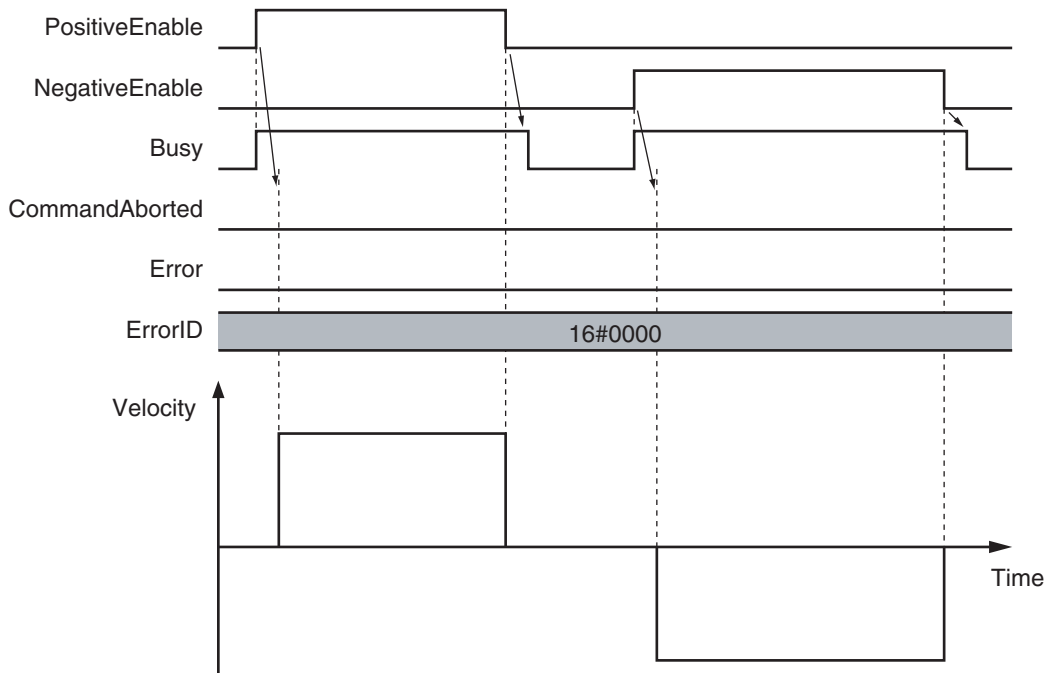 PositiveEnable
NegativeEnable
Busy
CommandAborted
Error
ErrorID
16#0000
Velocity
Time